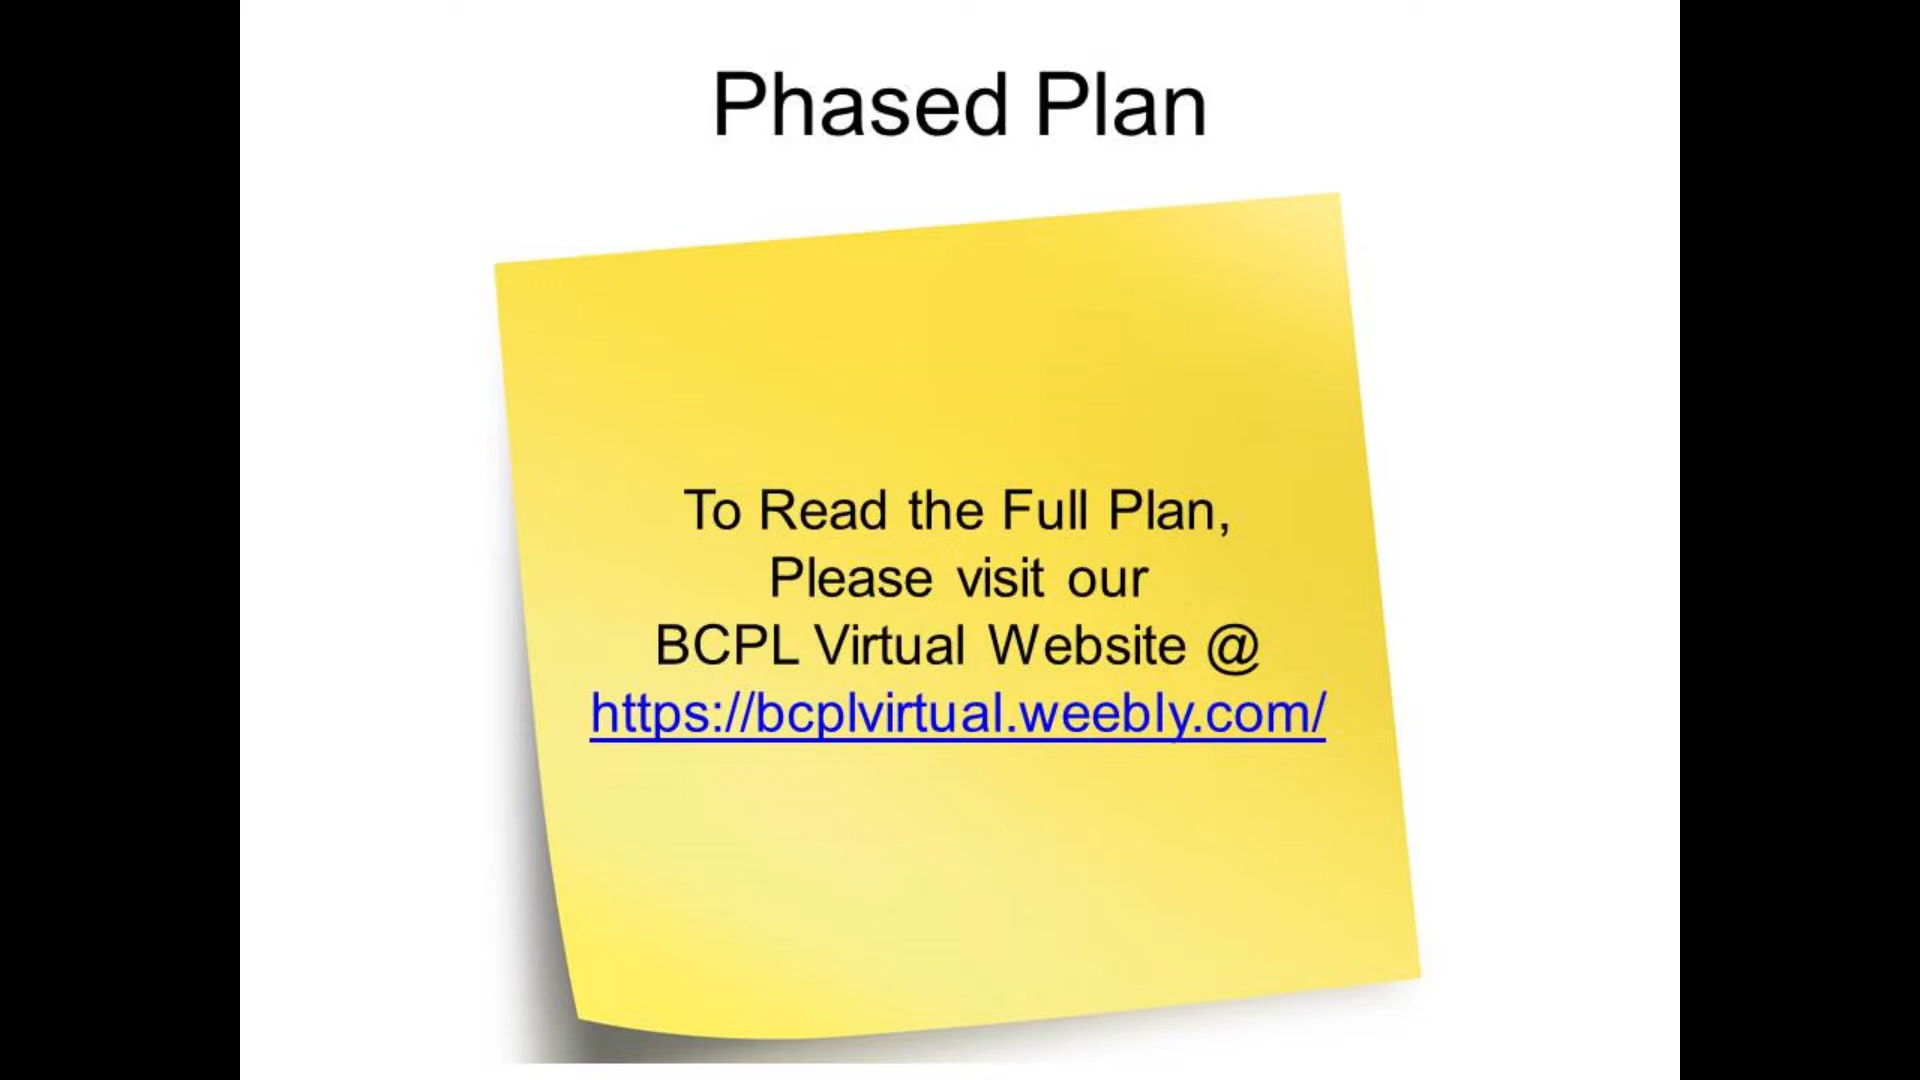 Phased Plan
To Read the Full Plan,
Please visit our
BCPL Virtual Website @
https://bcplvirtual.weebly.com/